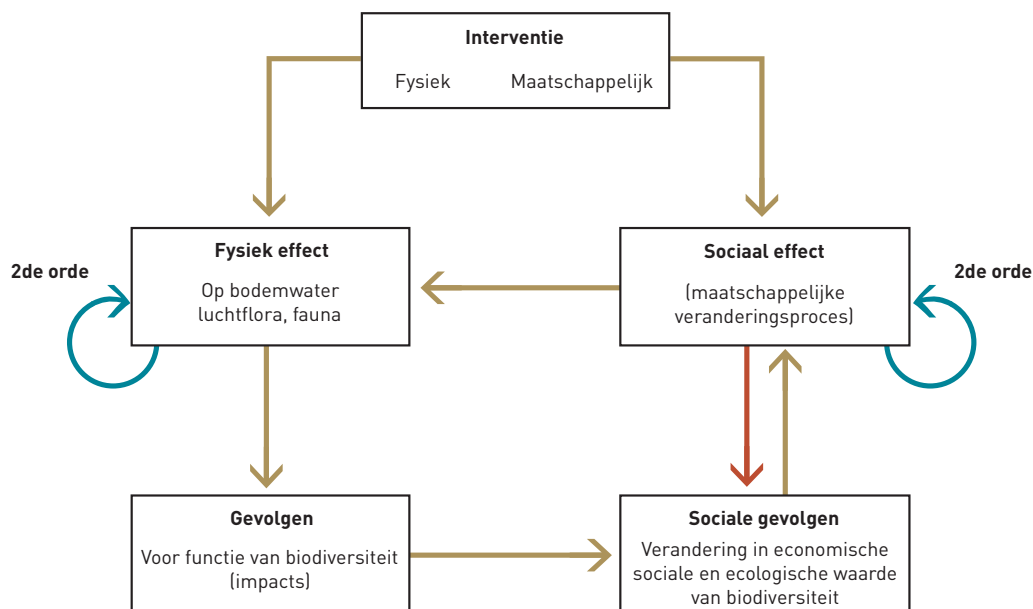 Interventie
Fysiek Maatschappelijk
Fysiek effect
Op bodemwater
luchtflora, fauna
2de orde
Sociaal effect
(maatschappelijke
veranderingsproces)
2de orde
Gevolgen
Voor functie van biodiversiteit
(impacts)
Sociale gevolgen
Verandering in economische
sociale en ecologische waarde
van biodiversiteit